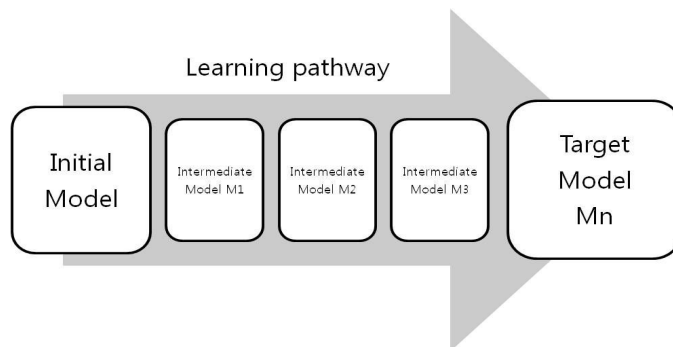 Learning pathway
Initial
Model
Intermediate
Model M1
Intermediate
Model M2
Intermediate
Model M3
Target
Model
Mn